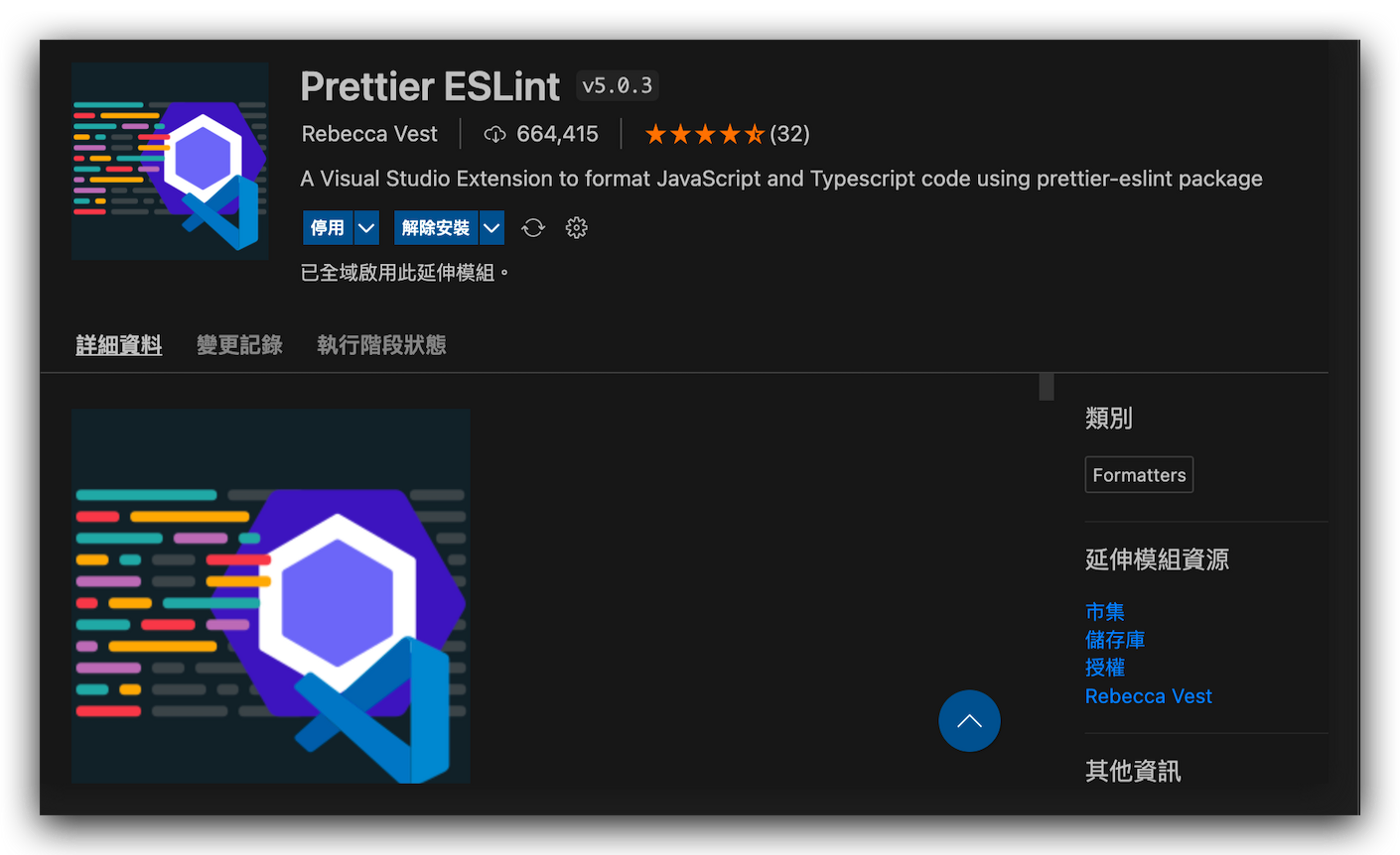 Prettier ESLint v5.0.3
Rebecca Vest 664,415 (32)
A Visual Studio Extension to format JavaScript and Typescript code using prettier-eslint package
停用 解除安裝
已全域啟用此延伸模組。
詳細資料 變更記錄 執行階段狀態
類別
Formatters
延伸模組資源
市集
儲存庫
授權
Rebecca Vest
其他資訊